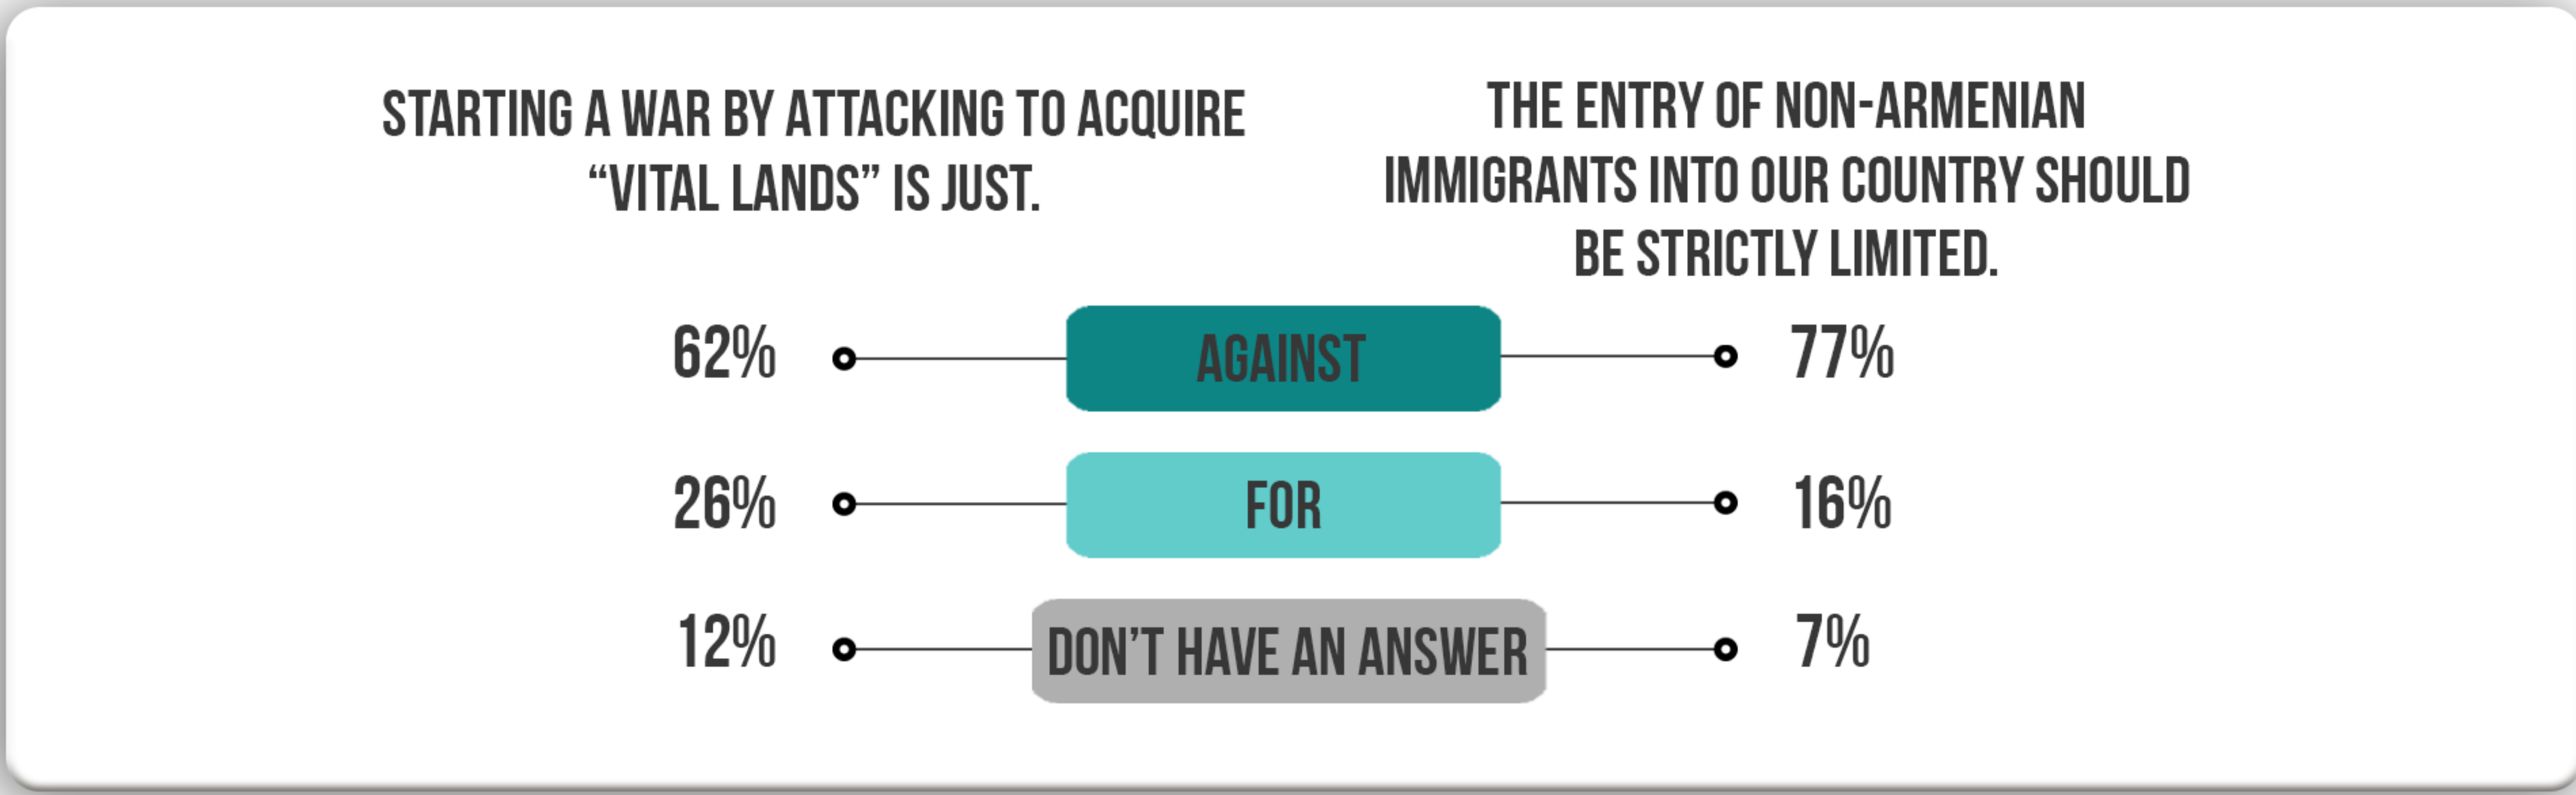 STARTING A WAR BY ATTACKING TO ACQUIRE
“VITAL LANDS” IS JUST.
THE ENTRY OF NON-ARMENIAN
IMMIGRANTS INTO OUR COUNTRY SHOULD
BE STRICTLY LIMITED.
62% AGAINST 77%
26% FOR 16%
12% DON’T HAVE AN ANSWER 7%